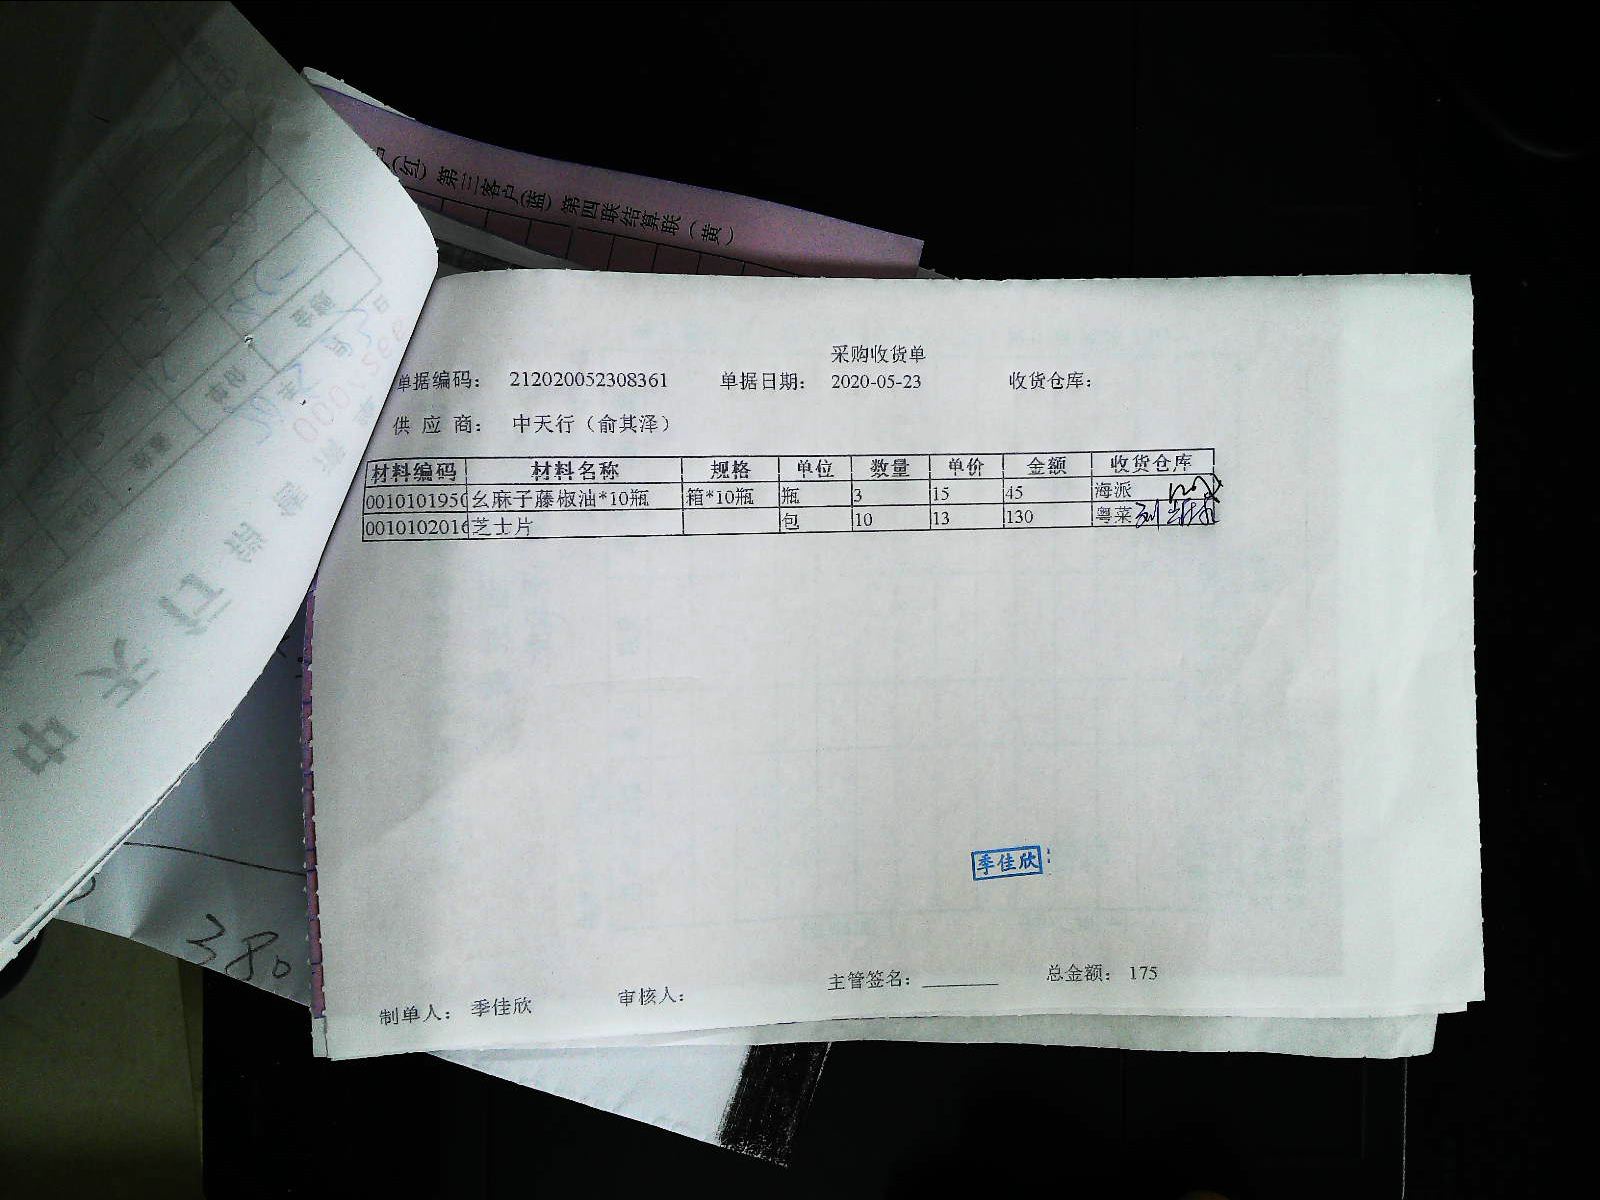 户(红) 第三客户(蓝) 第四联结算联(黄)
采购收货单
单据编码: 212020052308361 单据日期: 2020-05-23 收货仓库:
供 应 商: 中天行（俞其泽）
材料编码 材料名称 规格 单位 数量 单价 金额 收货仓库
0010101950 幺麻子藤椒油*10瓶 箱*10瓶 瓶 3 15 45 海派
0010102016 芝士片 包 10 13 130 粤菜
季佳欣
制单人: 季佳欣 审核人: 主管签名: 总金额: 175
380
中天行